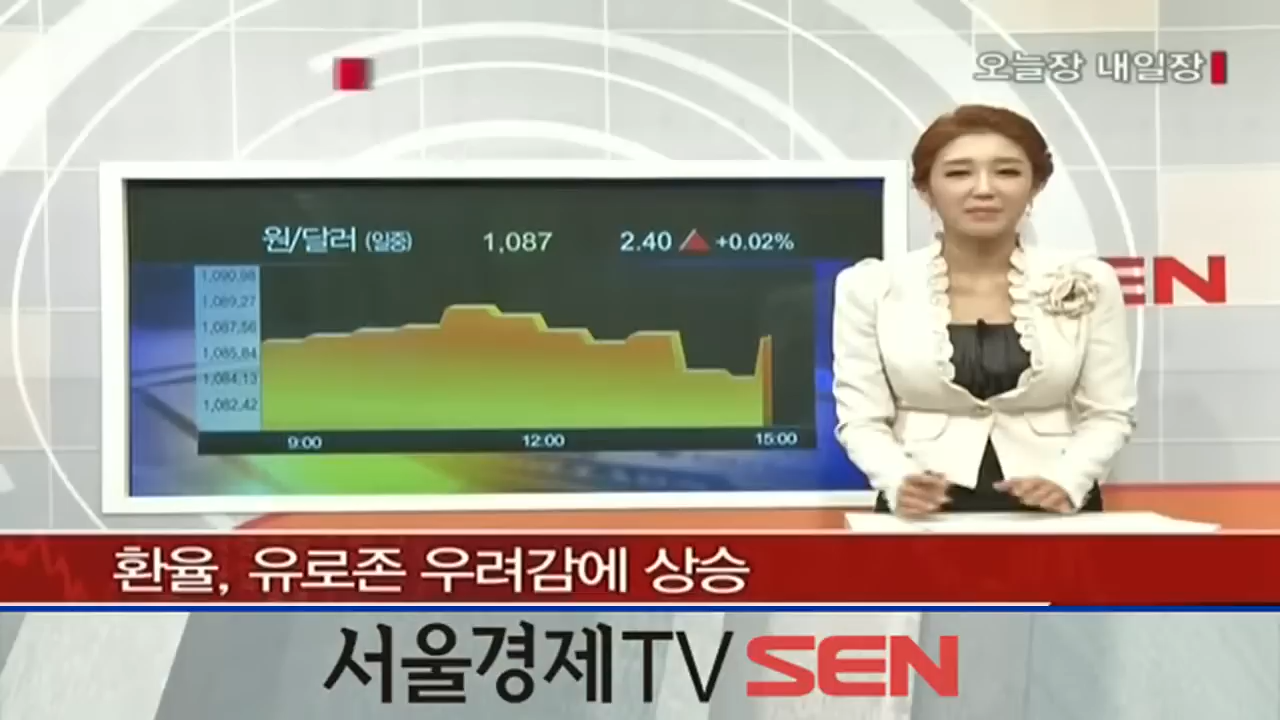 오늘장 내일장
원/달러 (일중) 1,087 2.40 +0.02%
1,090.98
1,089.27
1,087.56
1,085.84
1,084.13
1,082.42
9:00 12:00 15:00
EN
환율, 유로존 우려감에 상승
서울경제TV SEN